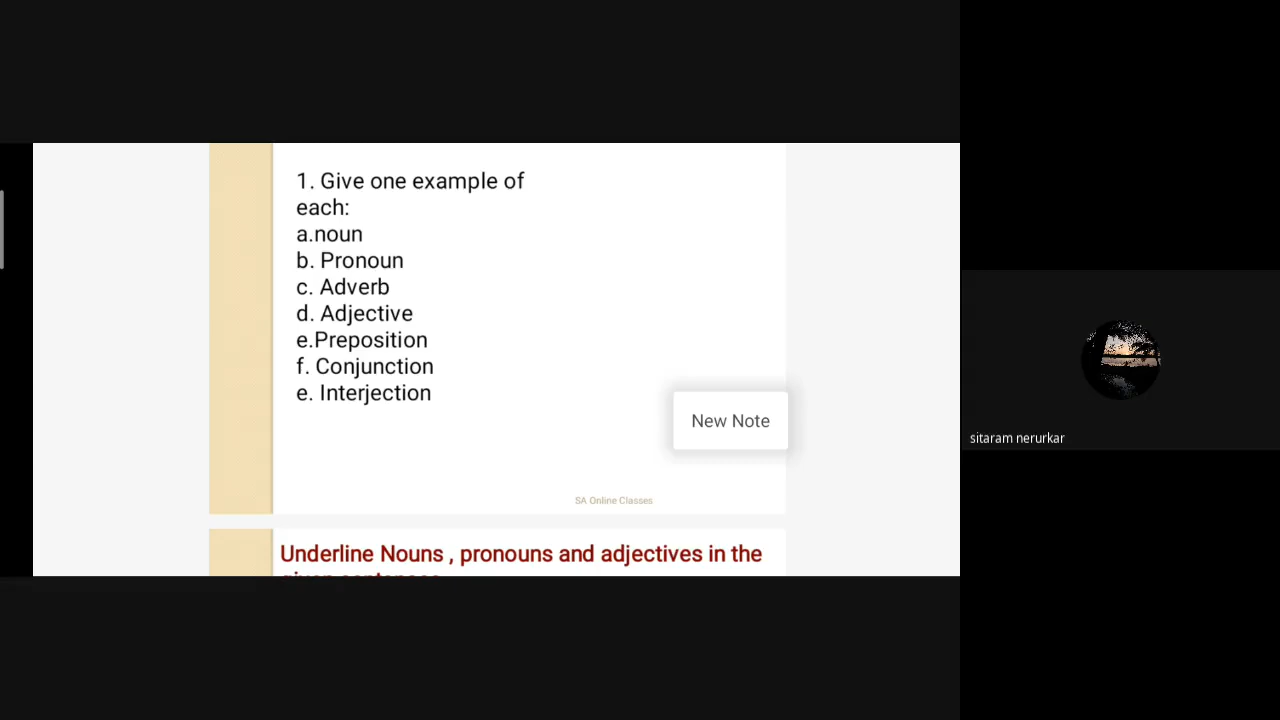 1. Give one example of
each:
a.noun
b. Pronoun
c. Adverb
d. Adjective
e.Preposition
f. Conjunction
e. Interjection
New Note
SA Online Classes
Underline Nouns , pronouns and adjectives in the
sitaram nerurkar